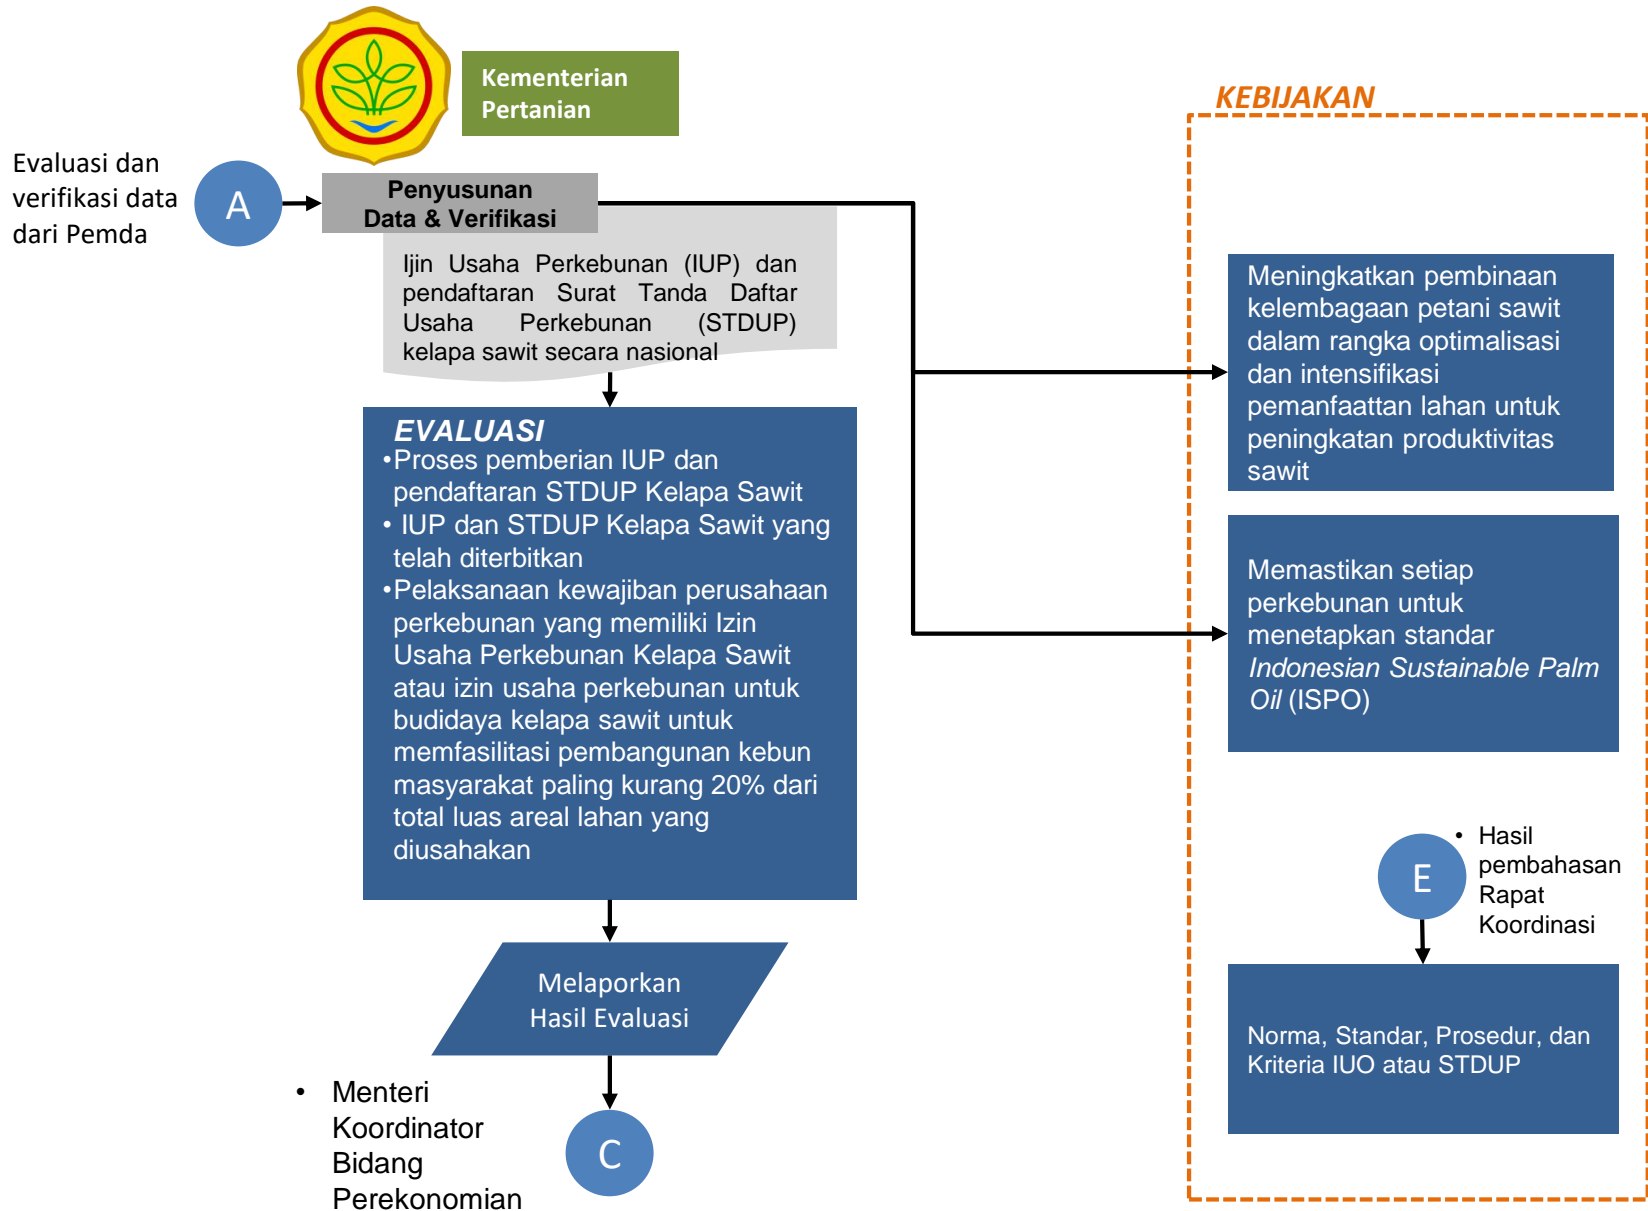 Kementerian
Pertanian
KEBIJAKAN
Evaluasi dan
verifikasi data
dari Pemda
A
Penyusunan
Data & Verifikasi
Ijin Usaha Perkebunan (IUP) dan
pendaftaran Surat Tanda Daftar
Usaha Perkebunan (STDUP)
kelapa sawit secara nasional
EVALUASI
•Proses pemberian IUP dan
pendaftaran STDUP Kelapa Sawit
• IUP dan STDUP Kelapa Sawit yang
telah diterbitkan
•Pelaksanaan kewajiban perusahaan
perkebunan yang memiliki Izin
Usaha Perkebunan Kelapa Sawit
atau izin usaha perkebunan untuk
budidaya kelapa sawit untuk
memfasilitasi pembangunan kebun
masyarakat paling kurang 20% dari
total luas areal lahan yang
diusahakan
Melaporkan
Hasil Evaluasi
• Menteri
Koordinator
Bidang
Perekonomian
C
Meningkatkan pembinaan
kelembagaan petani sawit
dalam rangka optimalisasi
dan intensifikasi
pemanfaattan lahan untuk
peningkatan produktivitas
sawit
Memastikan setiap
perkebunan untuk
menetapkan standar
Indonesian Sustainable Palm
Oil (ISPO)
E
• Hasil
pembahasan
Rapat
Koordinasi
Norma, Standar, Prosedur, dan
Kriteria IUO atau STDUP